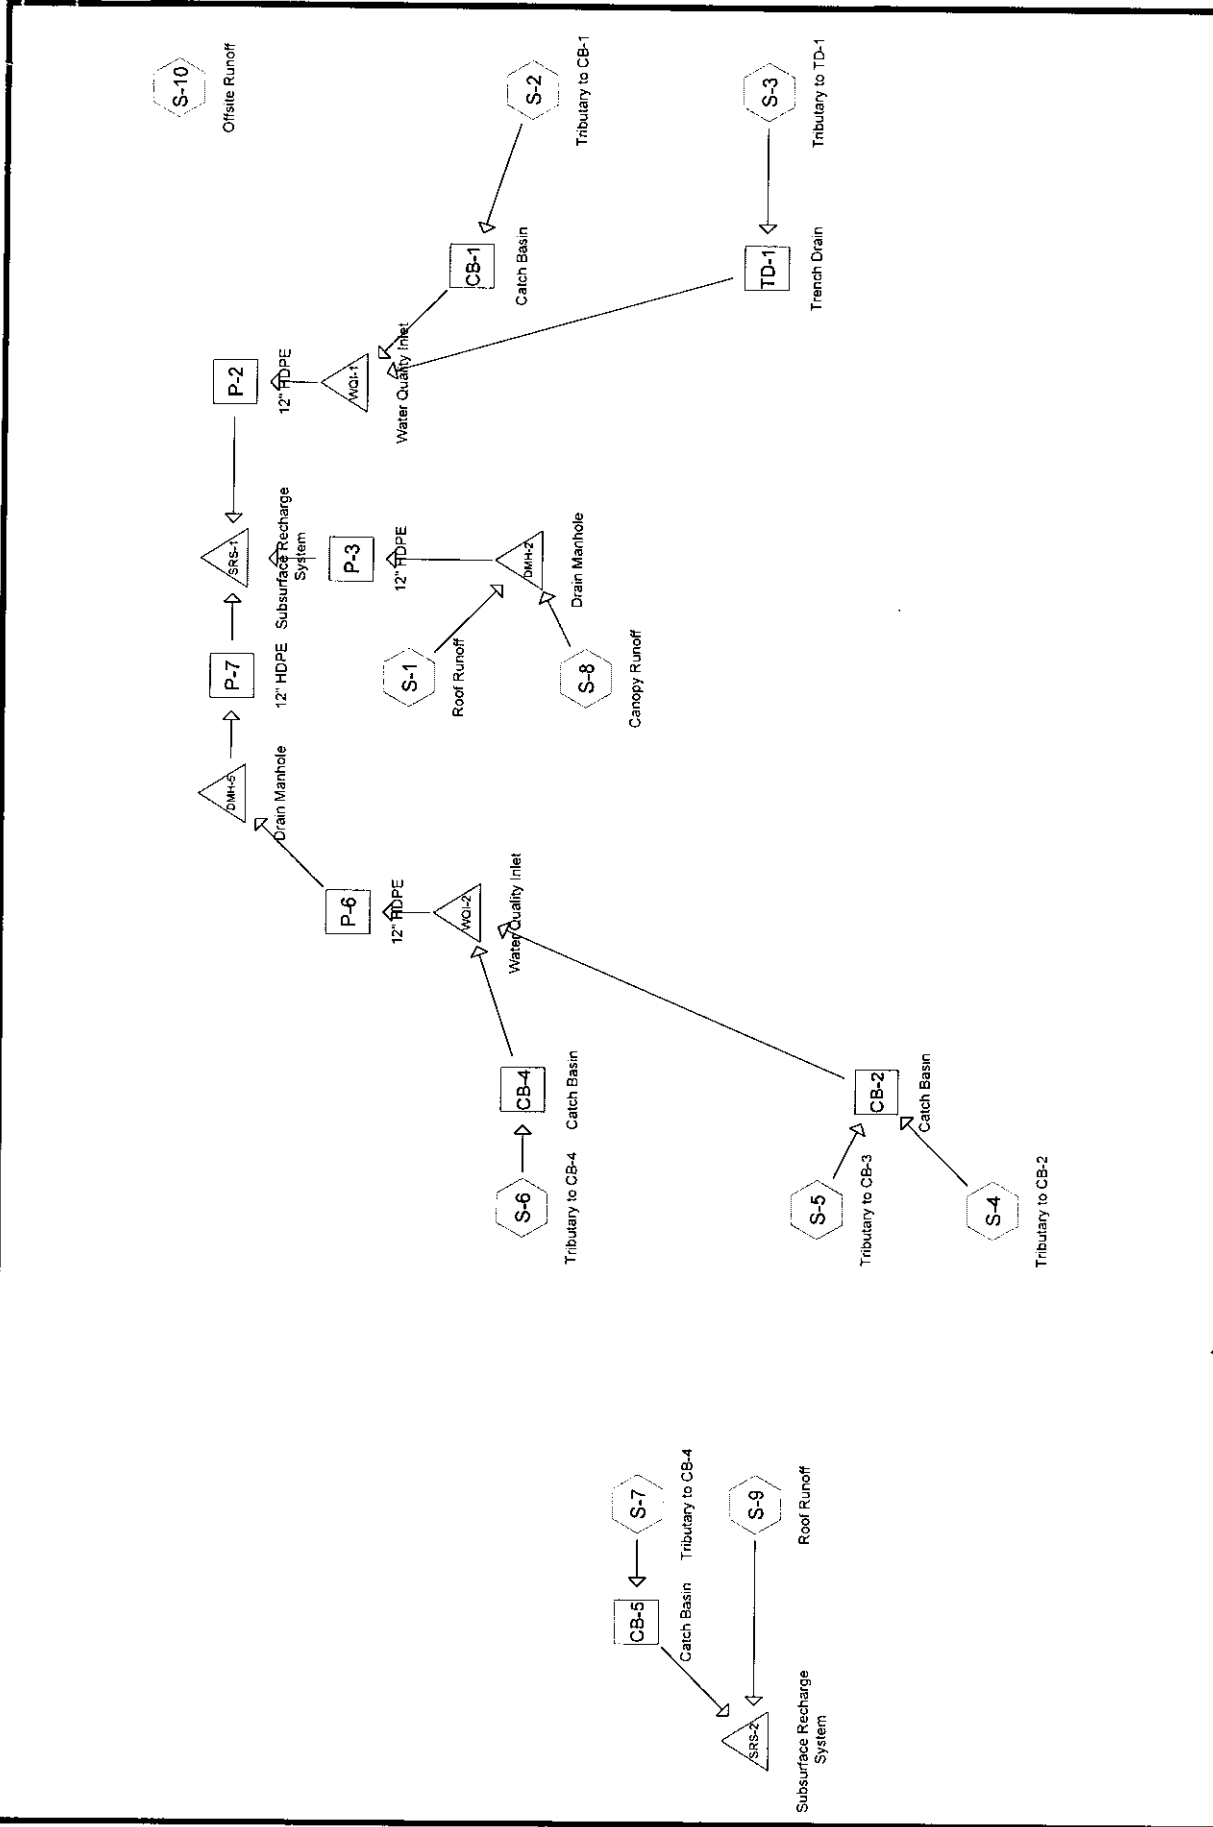 S-10
Offsite Runoff
S-2
Tributary to CB-1
S-3
Tributary to TD-1
CB-1
Catch Basin
TD-1
Trench Drain
P-2
12" HDPE
WQI-1
Water Quality Inlet
SRS-1
Subsurface Recharge
System
P-3
12" HDPE
DMH-2
Drain Manhole
P-7
12" HDPE
S-1
Roof Runoff
S-8
Canopy Runoff
DMH-5
Drain Manhole
P-6
12" HDPE
WQI-2
Water Quality Inlet
CB-4
Catch Basin
CB-2
Catch Basin
S-6
Tributary to CB-4
S-5
Tributary to CB-3
S-4
Tributary to CB-2
S-7
Tributary to CB-4
S-9
Roof Runoff
CB-5
Catch Basin
SRS-2
Subsurface Recharge
System